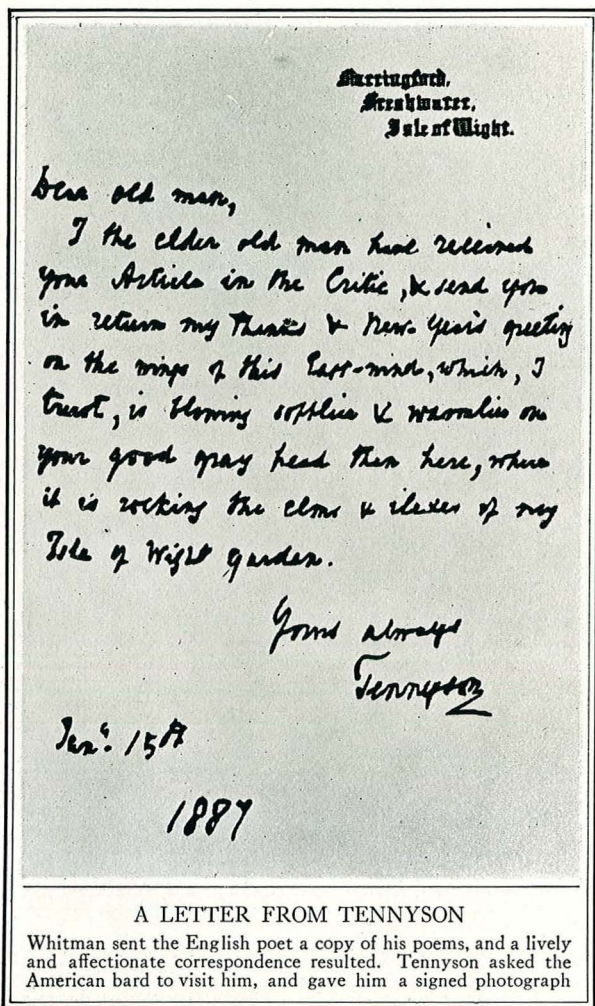 Farringford,
Freshwater,
Isle of Wight.
Dear old man,
I the elder old man have received
your Article in the Critic, & send you
in return my Thanks & New-Year's greeting
on the wings of this East-wind, which, I
trust, is blowing softlier & warmlier on
your good gray head than here, where
it is rocking the elms & ilexes of my
Isle of Wight garden.
Yours always
Tennyson
Jany. 15th
1887
A LETTER FROM TENNYSON
Whitman sent the English poet a copy of his poems, and a lively
and affectionate correspondence resulted. Tennyson asked the
American bard to visit him, and gave him a signed photograph